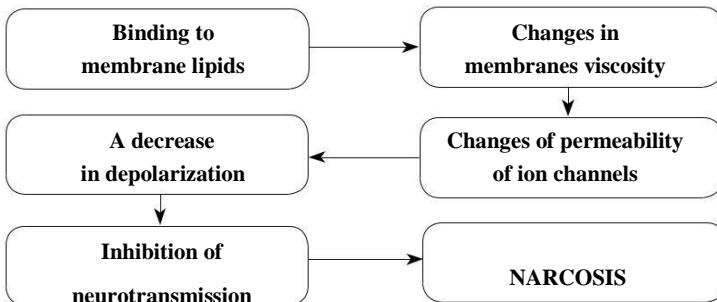 Binding to
membrane lipids
Changes in
membranes viscosity
Changes of permeability
of ion channels
A decrease
in depolarization
Inhibition of
neurotransmission
NARCOSIS